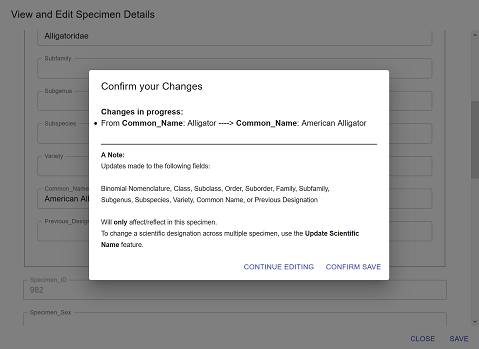 View and Edit Specimen Details
Alligatoridae
Subfamily
Subgenus
Subspecies
Variety
Common_Name
American All
Previous_Desig
Specimen_ID
982
Specimen_Sex
Confirm your Changes
Changes in progress:
From Common_Name: Alligator ----> Common_Name: American Alligator
A Note:
Updates made to the following fields:
Binomial Nomenclature, Class, Subclass, Order, Suborder, Family, Subfamily,
Subgenus, Subspecies, Variety, Common Name, or Previous Designation
Will only affect/reflect in this specimen.
To change a scientific designation across multiple specimen, use the Update Scientific
Name feature.
CONTINUE EDITING CONFIRM SAVE
CLOSE SAVE